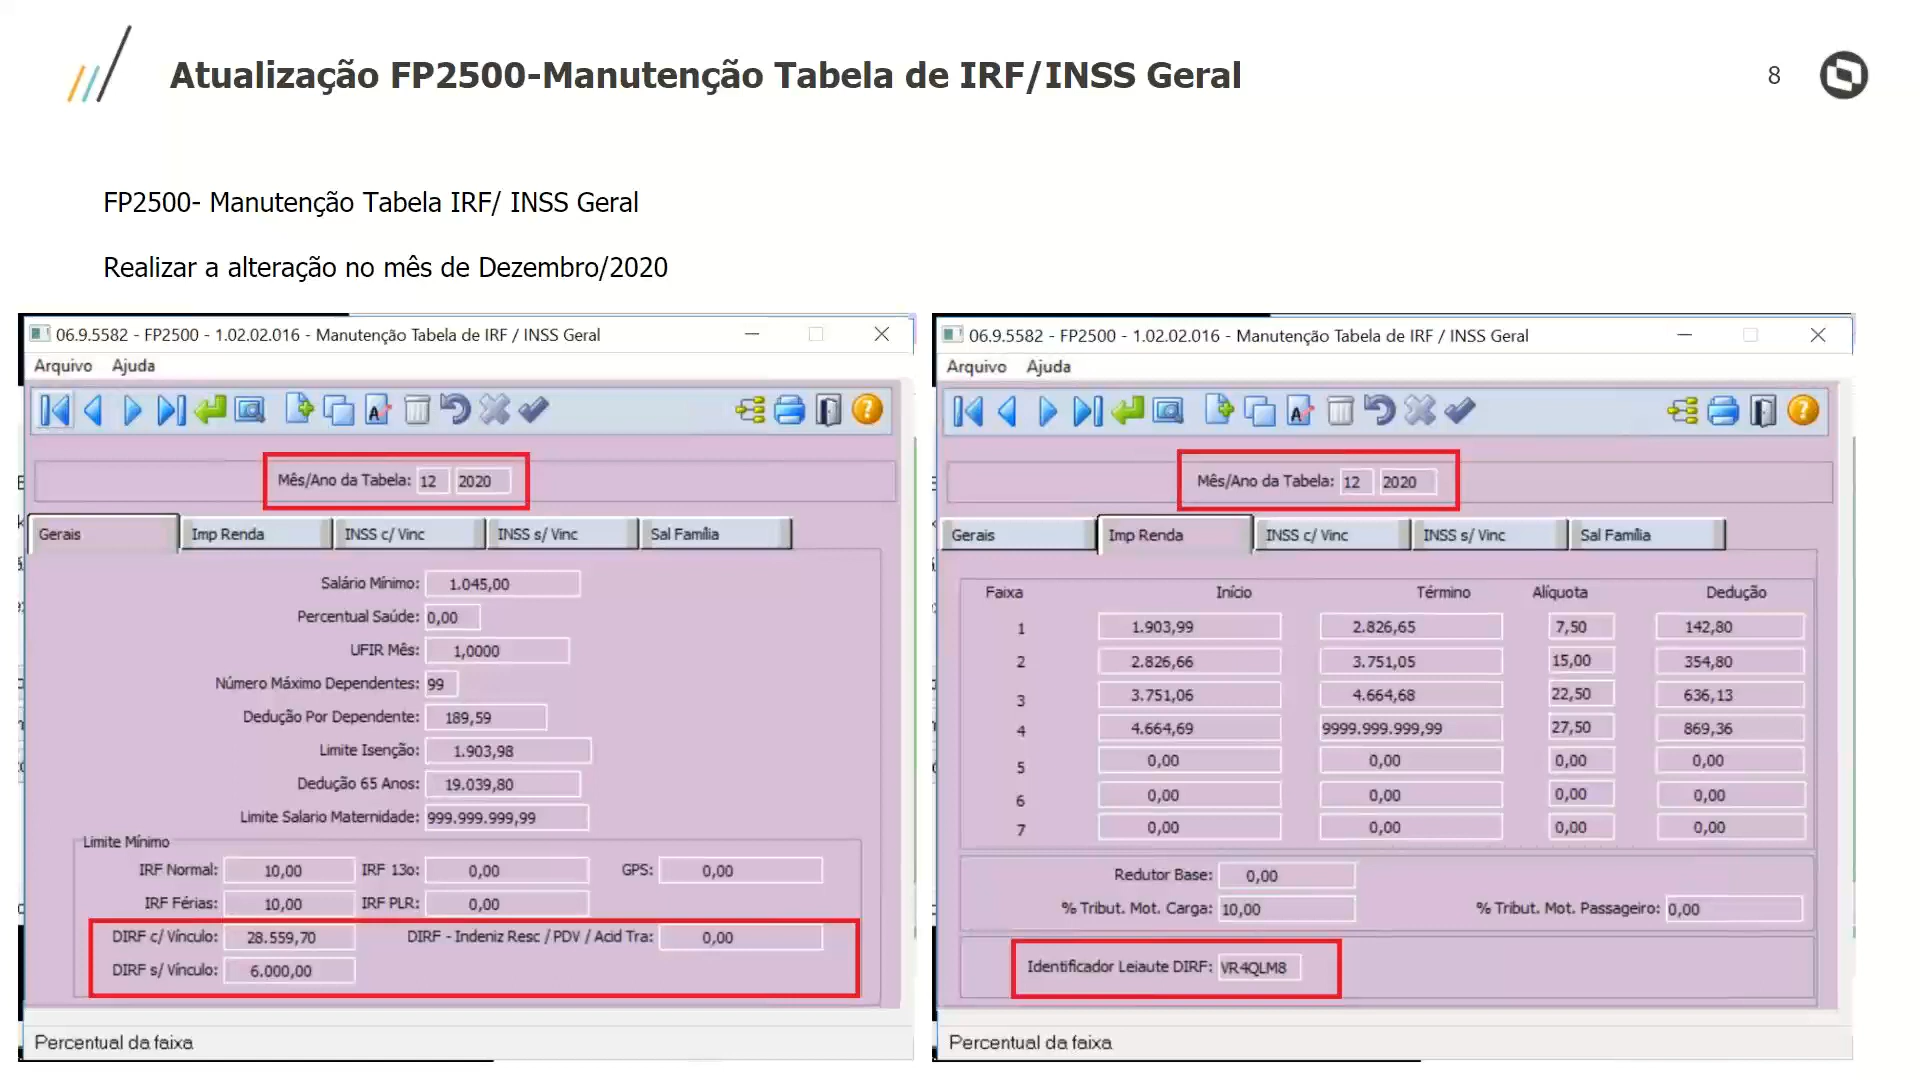 Atualização FP2500-Manutenção Tabela de IRF/INSS Geral
8
FP2500- Manutenção Tabela IRF/ INSS Geral
Realizar a alteração no mês de Dezembro/2020
06.9.5582 - FP2500 - 1.02.02.016 - Manutenção Tabela de IRF / INSS Geral
Arquivo Ajuda
Mês/Ano da Tabela: 12 2020
Gerais Imp Renda INSS c/ Vinc INSS s/ Vinc Sal Família
Salário Mínimo: 1.045,00
Percentual Saúde: 0,00
UFIR Mês: 1,0000
Número Máximo Dependentes: 99
Dedução Por Dependente: 189,59
Limite Isenção: 1.903,98
Dedução 65 Anos: 19.039,80
Limite Salario Maternidade: 999.999.999,99
Limite Mínimo
IRF Normal: 10,00 IRF 13o: 0,00 GPS: 0,00
IRF Férias: 10,00 IRF PLR: 0,00
DIRF c/ Vínculo: 28.559,70 DIRF - Indeniz Resc / PDV / Acid Tra: 0,00
DIRF s/ Vínculo: 6.000,00
Percentual da faixa
06.9.5582 - FP2500 - 1.02.02.016 - Manutenção Tabela de IRF / INSS Geral
Arquivo Ajuda
Mês/Ano da Tabela: 12 2020
Gerais Imp Renda INSS c/ Vinc INSS s/ Vinc Sal Família
Faixa Início Término Alíquota Dedução
1 1.903,99 2.826,65 7,50 142,80
2 2.826,66 3.751,05 15,00 354,80
3 3.751,06 4.664,68 22,50 636,13
4 4.664,69 9999.999.999,99 27,50 869,36
5 0,00 0,00 0,00 0,00
6 0,00 0,00 0,00 0,00
7 0,00 0,00 0,00 0,00
Redutor Base: 0,00
% Tribut. Mot. Carga: 10,00 % Tribut. Mot. Passageiro: 0,00
Identificador Leiaute DIRF: VR4QLM8
Percentual da faixa